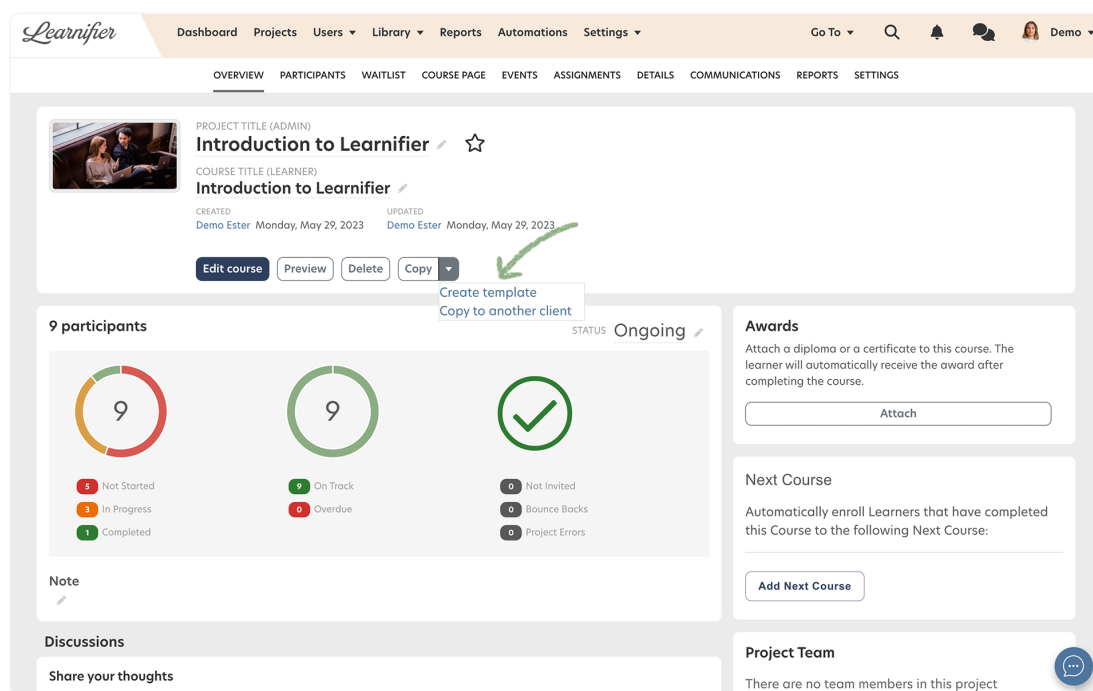 Learnifier
Dashboard Projects Users Library Reports Automations Settings Go To Demo
OVERVIEW PARTICIPANTS WAITLIST COURSE PAGE EVENTS ASSIGNMENTS DETAILS COMMUNICATIONS REPORTS SETTINGS
PROJECT TITLE (ADMIN)
Introduction to Learnifier
COURSE TITLE (LEARNER)
Introduction to Learnifier
CREATED UPDATED
Demo Ester Monday, May 29, 2023 Demo Ester Monday, May 29, 2023
Edit course Preview Delete Copy
Create template
Copy to another client
9 participants
STATUS Ongoing
9 9
5 Not Started 9 On Track 0 Not Invited
3 In Progress 0 Overdue 0 Bounce Backs
1 Completed 0 Project Errors
Note
Discussions
Share your thoughts
Awards
Attach a diploma or a certificate to this course. The
learner will automatically receive the award after
completing the course.
Attach
Next Course
Automatically enroll Learners that have completed
this Course to the following Next Course:
Add Next Course
Project Team
There are no team members in this project